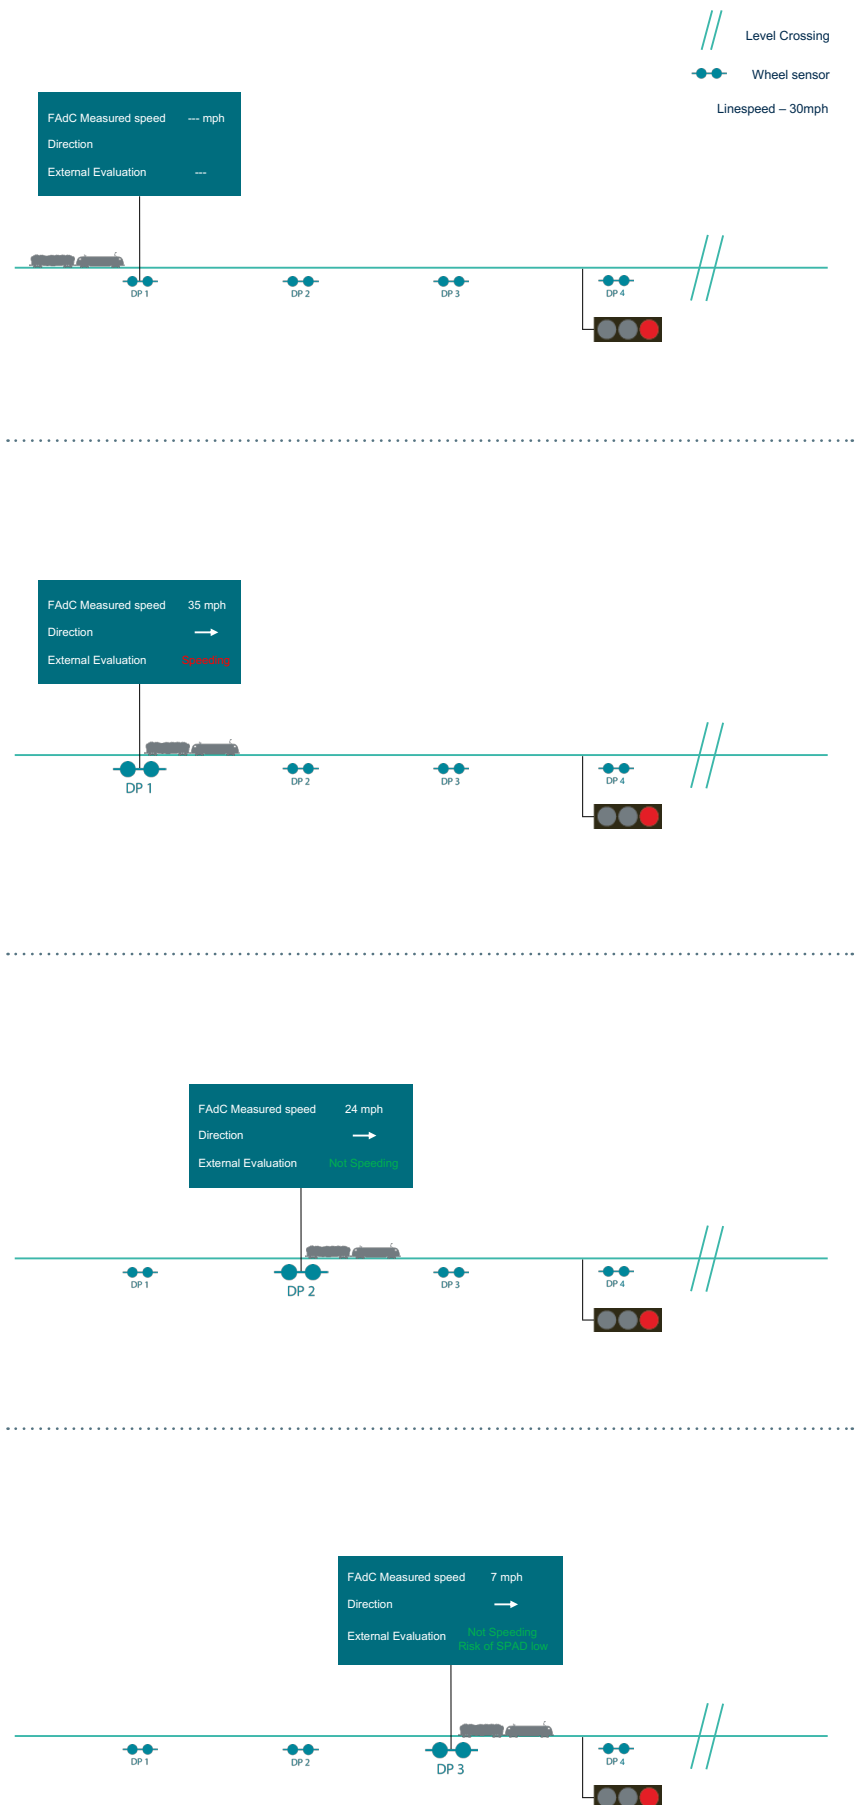 Level Crossing
Wheel sensor
Linespeed – 30mph
FAdC Measured speed --- mph
Direction
External Evaluation ---
DP 1 DP 2 DP 3 DP 4
FAdC Measured speed 35 mph
Direction
External Evaluation Speeding
DP 1 DP 2 DP 3 DP 4
FAdC Measured speed 24 mph
Direction
External Evaluation Not Speeding
DP 1 DP 2 DP 3 DP 4
FAdC Measured speed 7 mph
Direction
External Evaluation Not Speeding
Risk of SPAD low
DP 1 DP 2 DP 3 DP 4